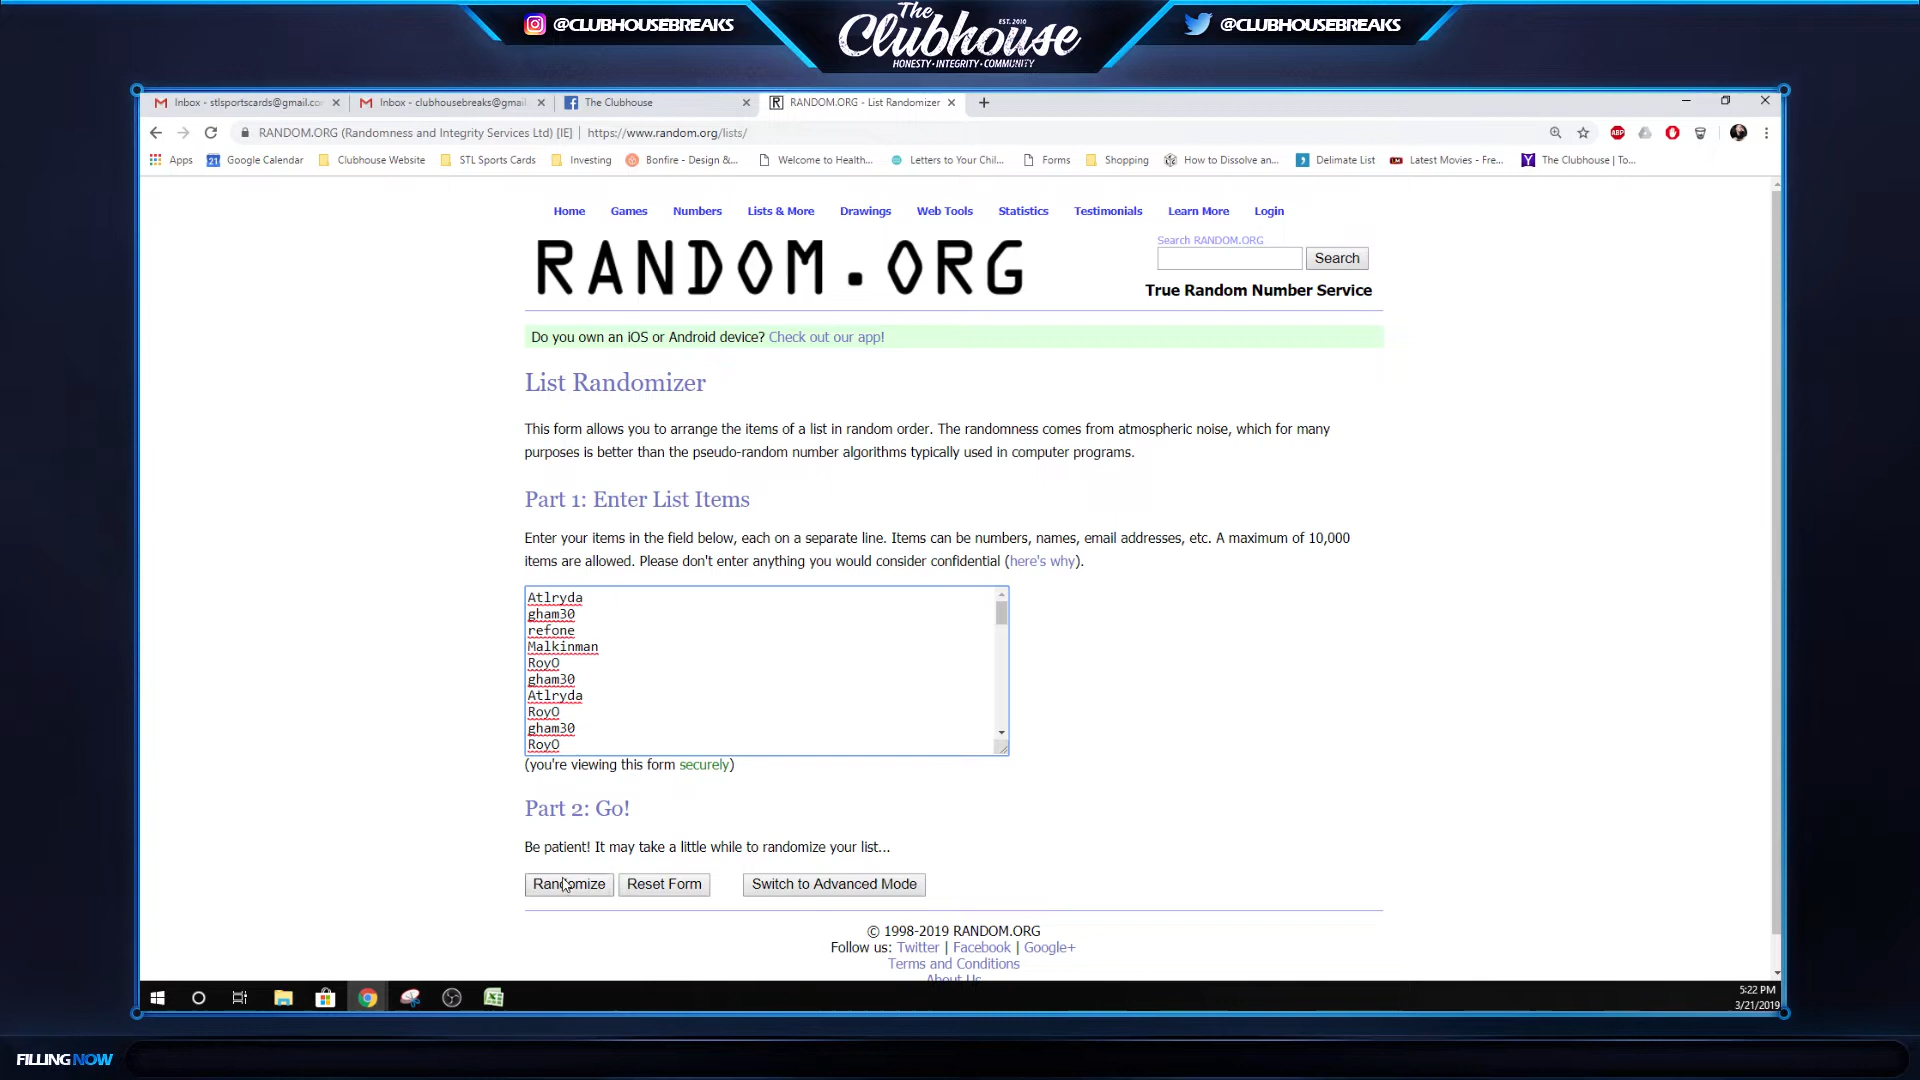 @CLUBHOUSEBREAKS
The
EST. 2010
Clubhouse
HONESTY • INTEGRITY • COMMUNITY
@CLUBHOUSEBREAKS
Inbox - stlsportscards@gmail.co
Inbox - clubhousebreaks@gmail.
The Clubhouse
RANDOM.ORG - List Randomizer
RANDOM.ORG (Randomness and Integrity Services Ltd) [IE] | https://www.random.org/lists/
Apps
Google Calendar
Clubhouse Website
STL Sports Cards
Investing
Bonfire - Design &...
Welcome to Health...
Letters to Your Chil...
Forms
Shopping
How to Dissolve an...
Delimate List
Latest Movies - Fre...
The Clubhouse | To...
Home Games Numbers Lists & More Drawings Web Tools Statistics Testimonials Learn More Login
RANDOM.ORG
Search RANDOM.ORG
Search
True Random Number Service
Do you own an iOS or Android device? Check out our app!
List Randomizer
This form allows you to arrange the items of a list in random order. The randomness comes from atmospheric noise, which for many
purposes is better than the pseudo-random number algorithms typically used in computer programs.
Part 1: Enter List Items
Enter your items in the field below, each on a separate line. Items can be numbers, names, email addresses, etc. A maximum of 10,000
items are allowed. Please don't enter anything you would consider confidential (here's why).
Atlryda
gham30
refone
Malkinman
RoyO
gham30
Atlryda
RoyO
gham30
RoyO
(you're viewing this form securely)
Part 2: Go!
Be patient! It may take a little while to randomize your list...
Randomize
Reset Form
Switch to Advanced Mode
© 1998-2019 RANDOM.ORG
Follow us: Twitter | Facebook | Google+
Terms and Conditions
About Us
5:22 PM
3/21/2019
FILLING NOW